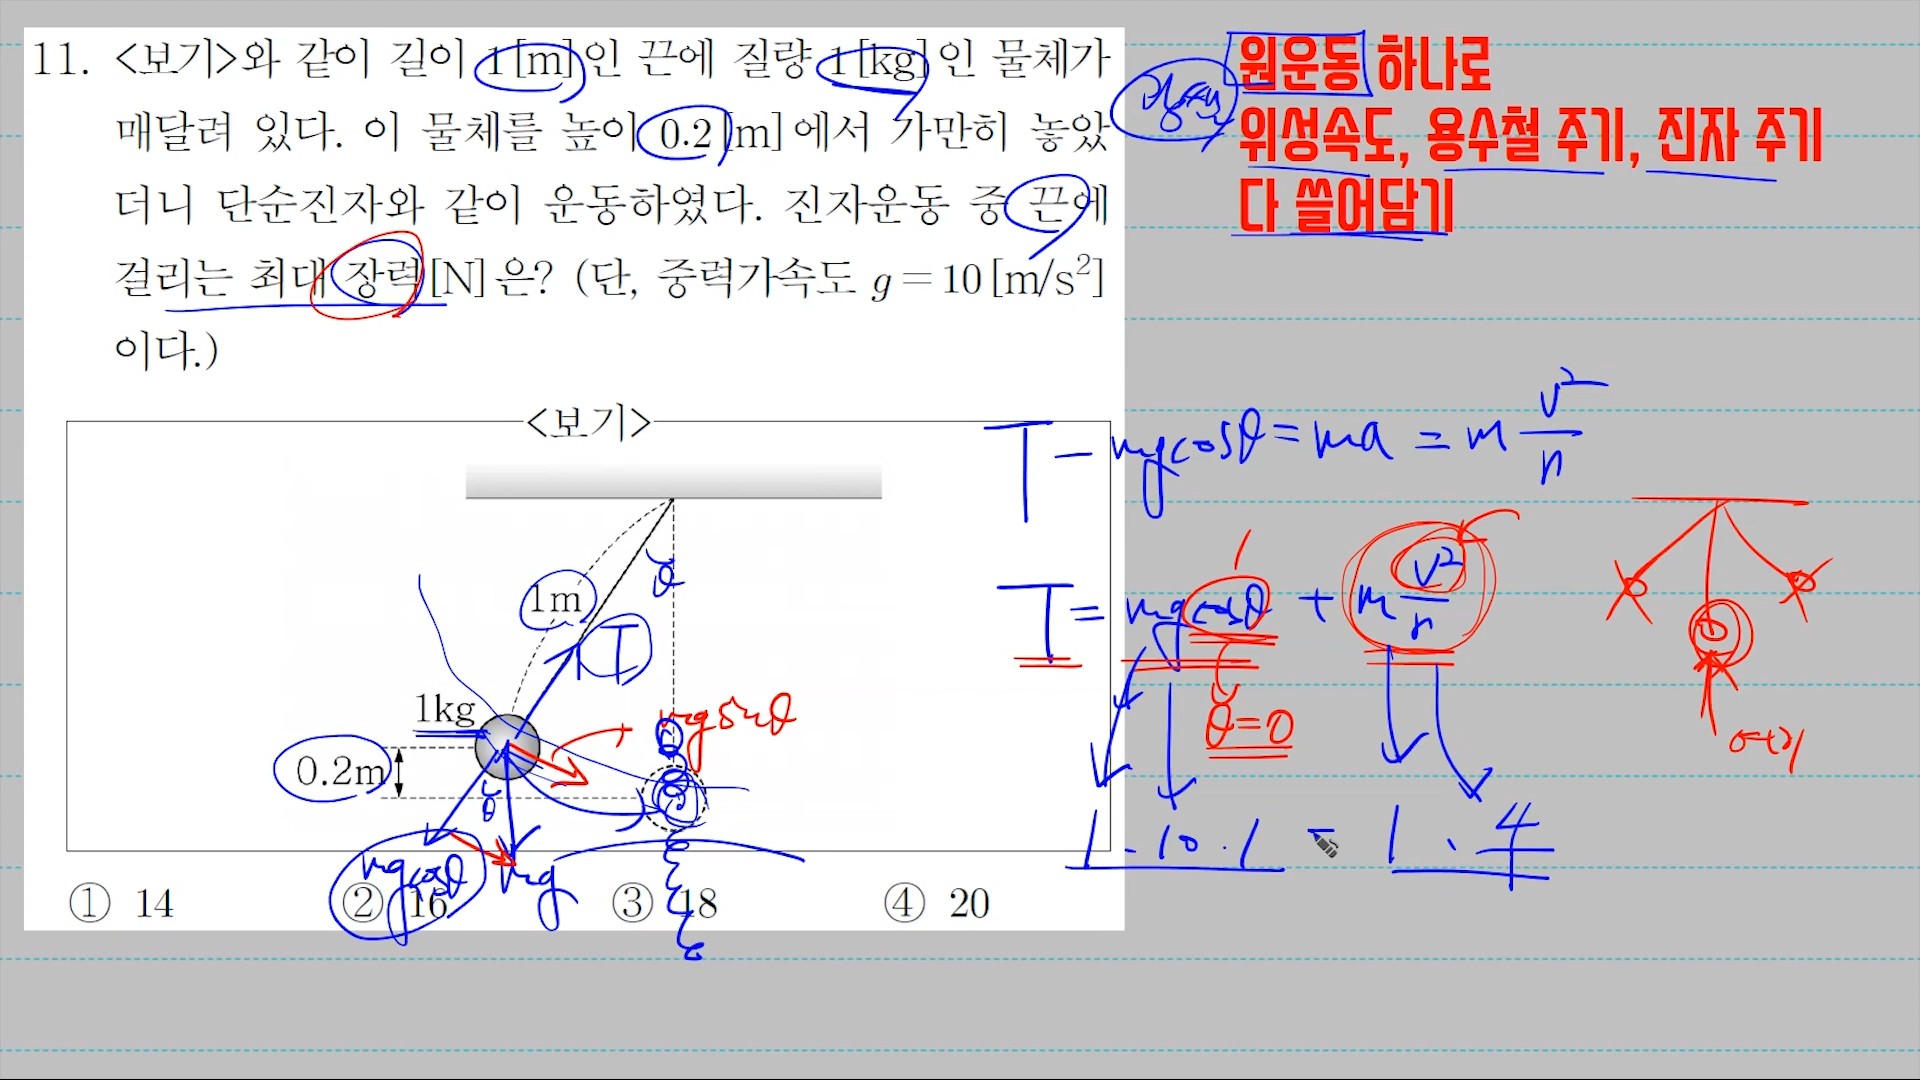 11. <보기>와 같이 길이 1[m]인 끈에 질량 1[kg]인 물체가
매달려 있다. 이 물체를 높이 0.2[m]에서 가만히 놓았
더니 단순진자와 같이 운동하였다. 진자운동 중 끈에
걸리는 최대 장력[N]은? (단, 중력가속도 g=10[m/s²]
이다.)
원운동 하나로
위성속도, 용수철 주기, 진자 주기
다 쓸어담기
<보기>
1m
θ
T
1kg
0.2m
θ
mg sinθ
mgcosθ
mg
① 14 ② 16 ③ 18 ④ 20
T - mgcosθ = ma = m v²/r
1
T = mgcosθ + m v²/r
θ=0
1 · 10 · 1 + 1 · 4/1